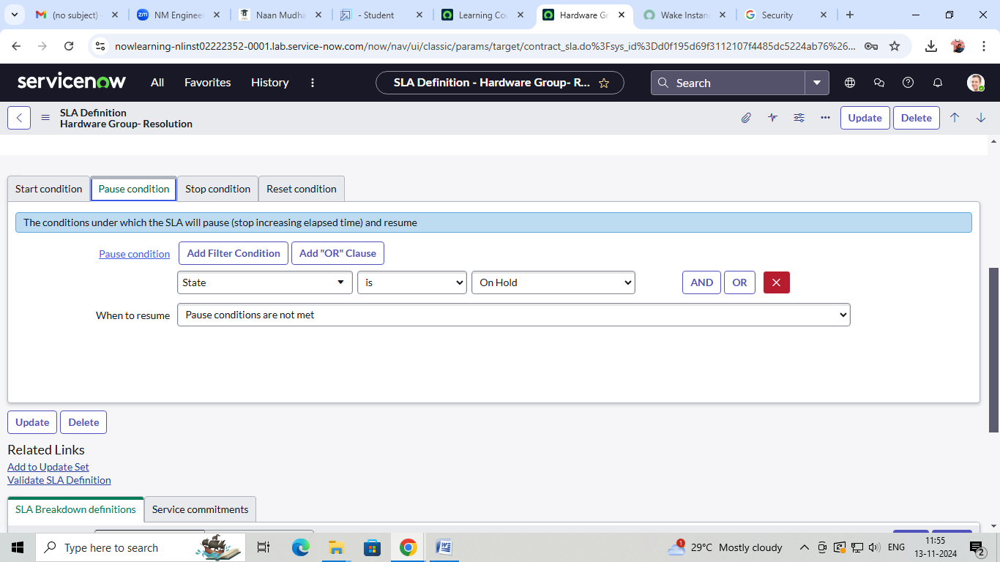 (no subject) -
NM Enginee
Naan Mudha
- Student
Learning Co
Hardware Gr
Wake Instan
Security
nowlearning-nlinst02222352-0001.lab.service-now.com/now/nav/ui/classic/params/target/contract_sla.do%3Fsys_id%3Dd0f195d69f3112107f4485dc5224ab76%26...
servicenow
All
Favorites
History
SLA Definition - Hardware Group- R...
Search
SLA Definition
Hardware Group- Resolution
Update
Delete
Start condition
Pause condition
Stop condition
Reset condition
The conditions under which the SLA will pause (stop increasing elapsed time) and resume
Pause condition
Add Filter Condition
Add "OR" Clause
State
is
On Hold
AND
OR
When to resume
Pause conditions are not met
Update
Delete
Related Links
Add to Update Set
Validate SLA Definition
SLA Breakdown definitions
Service commitments
Type here to search
1
29°C Mostly cloudy
ENG
11:55
13-11-2024
2